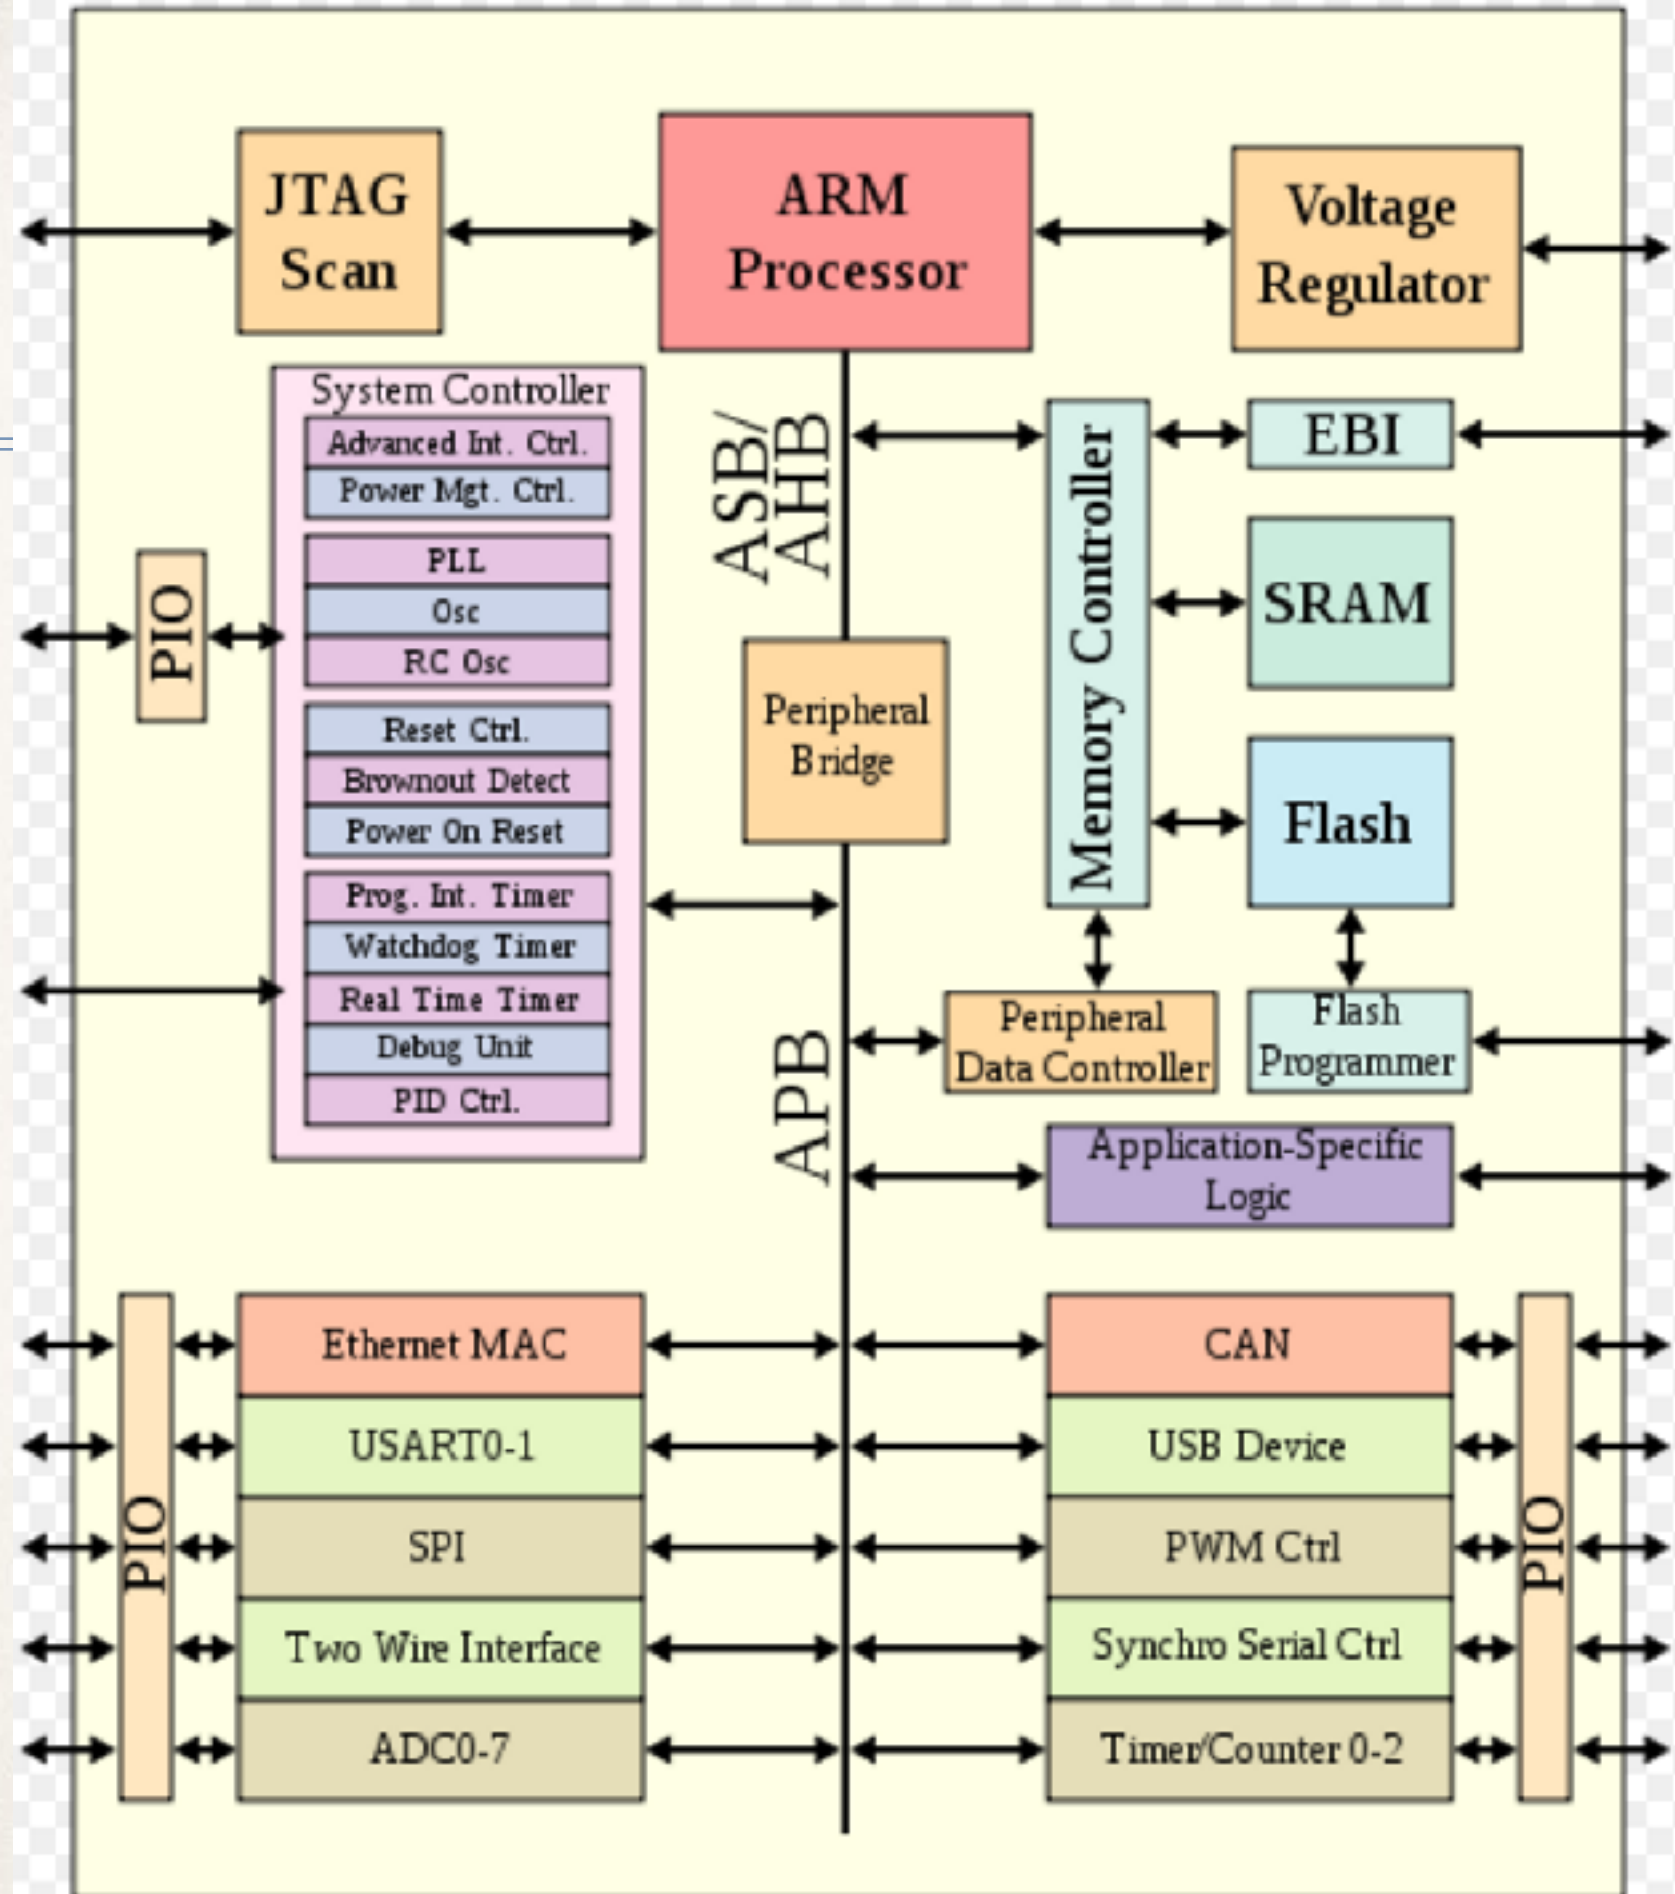 JTAG
Scan
ARM
Processor
Voltage
Regulator
System Controller
Advanced Int. Ctrl.
Power Mgt. Ctrl.
PLL
Osc
RC Osc
Reset Ctrl.
Brownout Detect
Power On Reset
Prog. Int. Timer
Watchdog Timer
Real Time Timer
Debug Unit
PID Ctrl.
PIO
ASB/
AHB
Peripheral
Bridge
APB
Memory Controller
EBI
SRAM
Flash
Peripheral
Data Controller
Flash
Programmer
Application-Specific
Logic
PIO
Ethernet MAC
USART0-1
SPI
Two Wire Interface
ADC0-7
CAN
USB Device
PWM Ctrl
Synchro Serial Ctrl
Timer/Counter 0-2
PIO